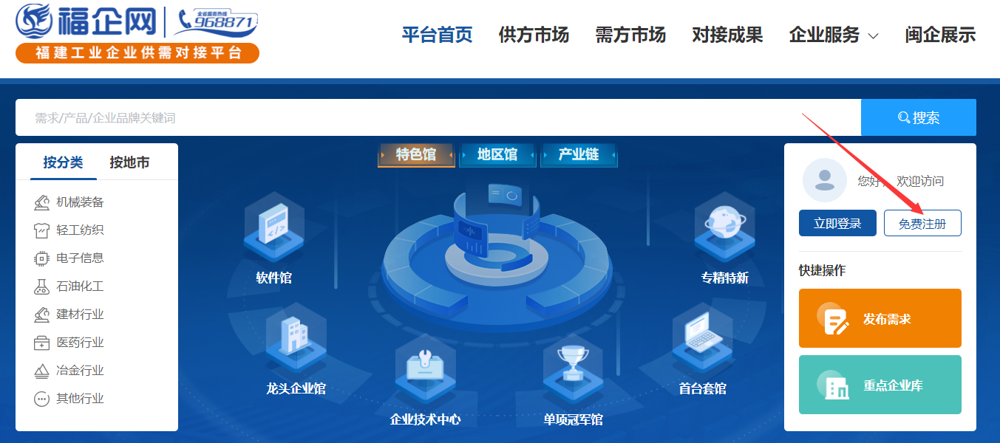 福企网
全省服务热线
968871
福建工业企业供需对接平台
平台首页 供方市场 需方市场 对接成果 企业服务 闽企展示
需求/产品/企业品牌关键词
搜索
按分类 按地市
机械装备
轻工纺织
电子信息
石油化工
建材行业
医药行业
冶金行业
其他行业
特色馆 地区馆 产业链
软件馆
专精特新
龙头企业馆
首台套馆
企业技术中心
单项冠军馆
您好，欢迎访问
立即登录 免费注册
快捷操作
发布需求
重点企业库